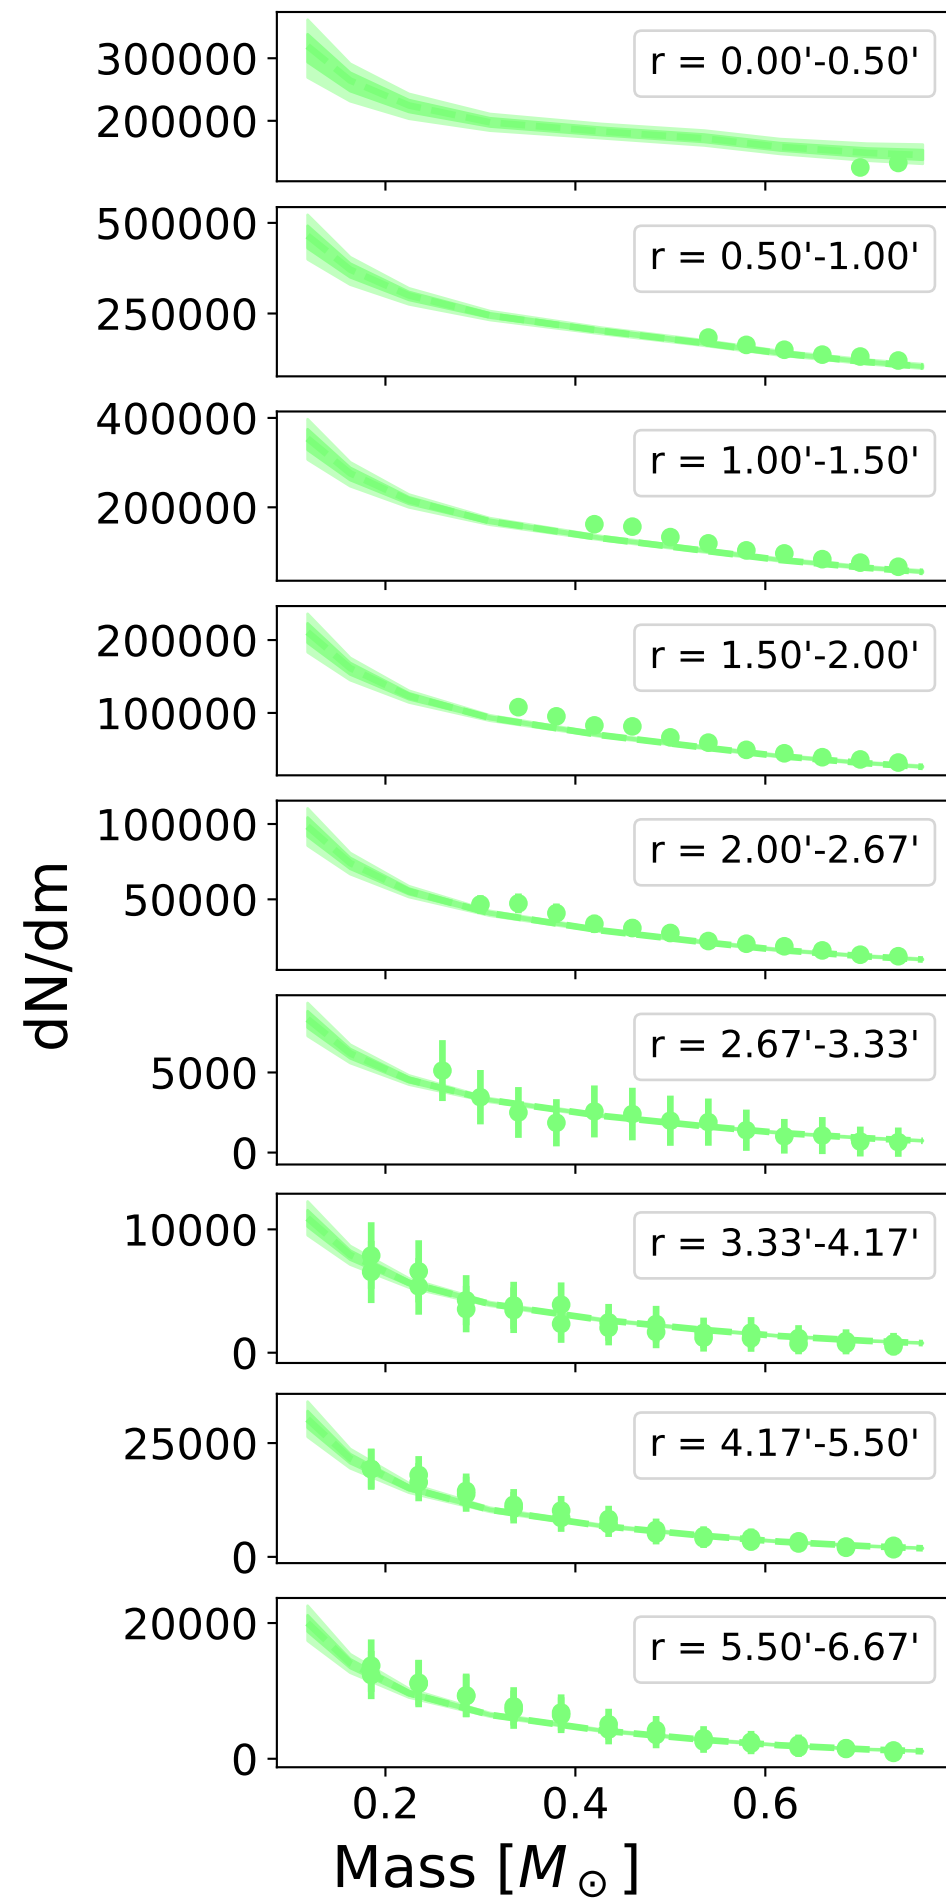 300000
200000
r = 0.00'-0.50'
500000
250000
r = 0.50'-1.00'
400000
200000
r = 1.00'-1.50'
200000
100000
r = 1.50'-2.00'
100000
50000
r = 2.00'-2.67'
dN/dm
5000
0
r = 2.67'-3.33'
10000
0
r = 3.33'-4.17'
25000
0
r = 4.17'-5.50'
20000
0
r = 5.50'-6.67'
0.2 0.4 0.6
Mass [M⊙]